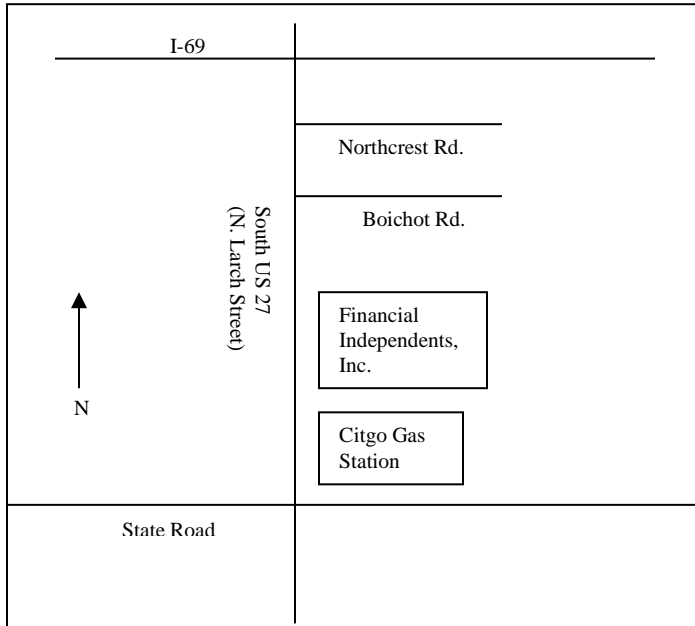 I-69
Northcrest Rd.
Boichot Rd.
South US 27
(N. Larch Street)
Financial
Independents,
Inc.
N
Citgo Gas
Station
State Road